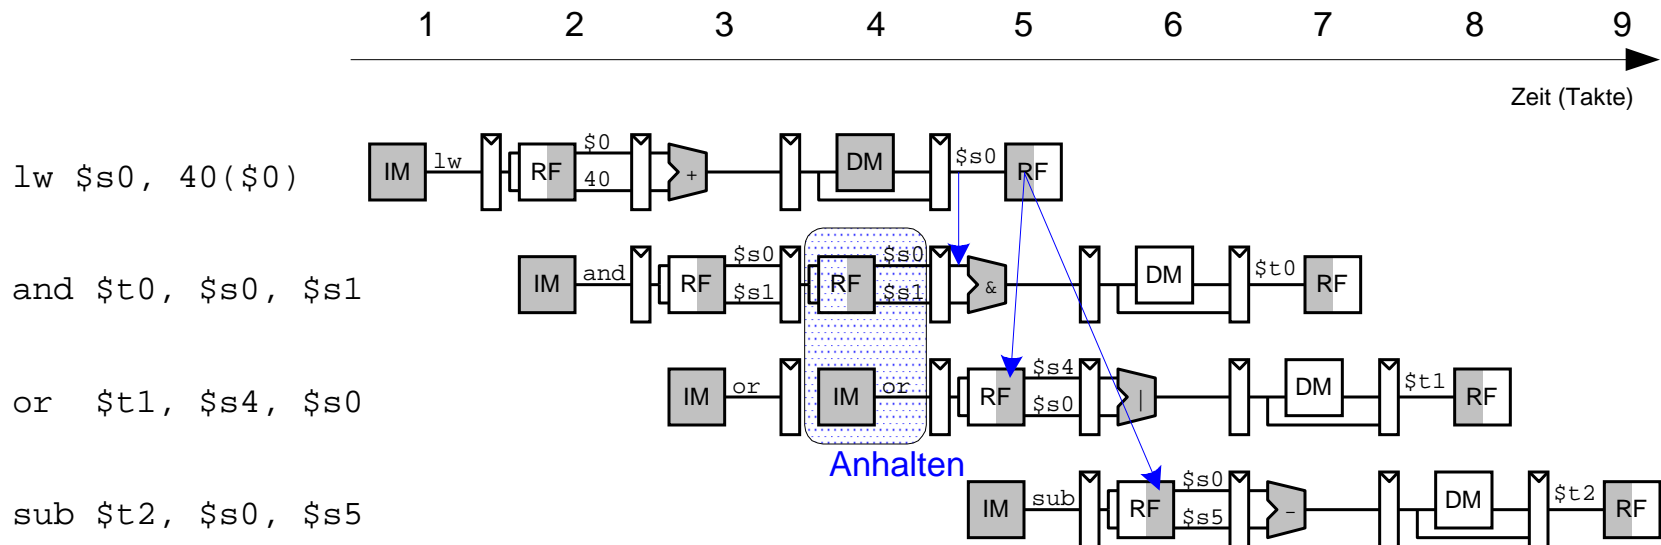 1 2 3 4 5 6 7 8 9
Zeit (Takte)
lw $s0, 40($0) IM lw RF $0 40 + DM $s0 RF
and $t0, $s0, $s1 IM and RF $s0 $s1 RF $s0 $s1 & DM $t0 RF
or $t1, $s4, $s0 IM or IM or RF $s4 $s0 | DM $t1 RF
Anhalten
sub $t2, $s0, $s5 IM sub RF $s0 $s5 - DM $t2 RF